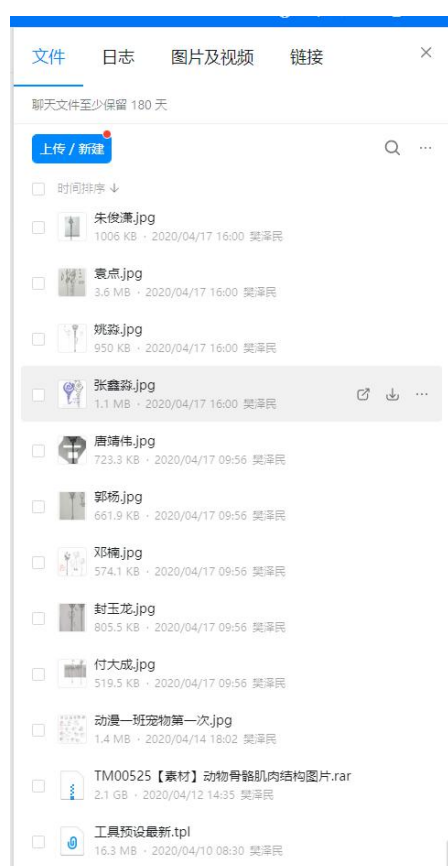 文件 日志 图片及视频 链接
聊天文件至少保留 180 天
上传 / 新建
时间排序
朱俊潇.jpg
1006 KB · 2020/04/17 16:00 樊泽民
袁点.jpg
3.6 MB · 2020/04/17 16:00 樊泽民
姚淼.jpg
950 KB · 2020/04/17 16:00 樊泽民
张鑫淼.jpg
1.1 MB · 2020/04/17 16:00 樊泽民
唐靖伟.jpg
723.3 KB · 2020/04/17 09:56 樊泽民
郭杨.jpg
661.9 KB · 2020/04/17 09:56 樊泽民
邓楠.jpg
574.1 KB · 2020/04/17 09:56 樊泽民
封玉龙.jpg
805.5 KB · 2020/04/17 09:56 樊泽民
付大成.jpg
519.5 KB · 2020/04/17 09:56 樊泽民
动漫一班宠物第一次.jpg
1.4 MB · 2020/04/14 18:02 樊泽民
TM00525【素材】动物骨骼肌肉结构图片.rar
2.1 GB · 2020/04/12 14:35 樊泽民
工具预设最新.tpl
16.3 MB · 2020/04/10 08:30 樊泽民